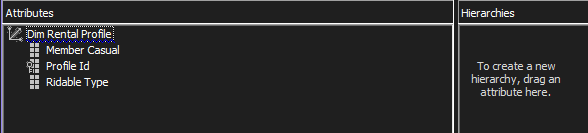 Attributes
Dim Rental Profile
Member Casual
Profile Id
Ridable Type
Hierarchies
To create a new
hierarchy, drag an
attribute here.